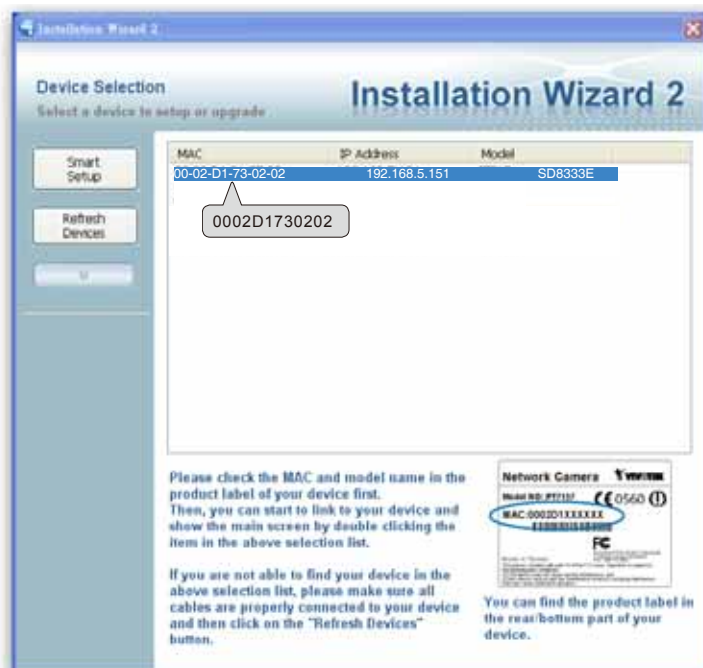 Installation Wizard 2
Device Selection
Select a device to setup or upgrade
Installation Wizard 2
Smart
Setup
Refresh
Devices
MAC IP Address Model
00-02-D1-73-02-02 192.168.5.151 SD8333E
0002D1730202
Please check the MAC and model name in the
product label of your device first.
Then, you can start to link to your device and
show the main screen by double clicking the
item in the above selection list.
If you are not able to find your device in the
above selection list, please make sure all
cables are properly connected to your device
and then click on the "Refresh Devices"
button.
Network Camera VIVOTEK
Model NO: PT7137 CE0560
MAC:0002D1XXXXXX
FC
You can find the product label in
the rear/bottom part of your
device.